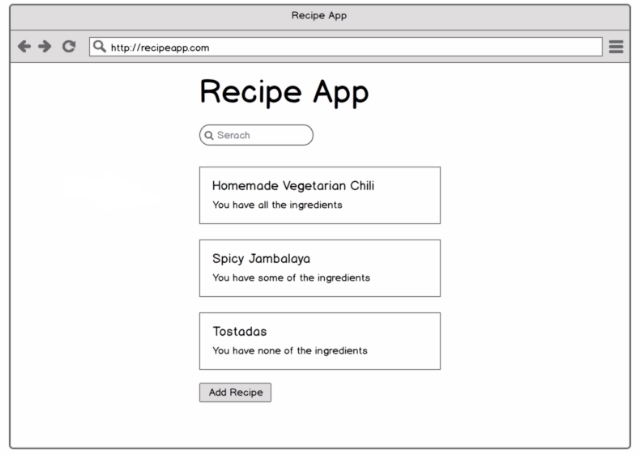 Recipe App
http://recipeapp.com
Recipe App
Serach
Homemade Vegetarian Chili
You have all the ingredients
Spicy Jambalaya
You have some of the ingredients
Tostadas
You have none of the ingredients
Add Recipe